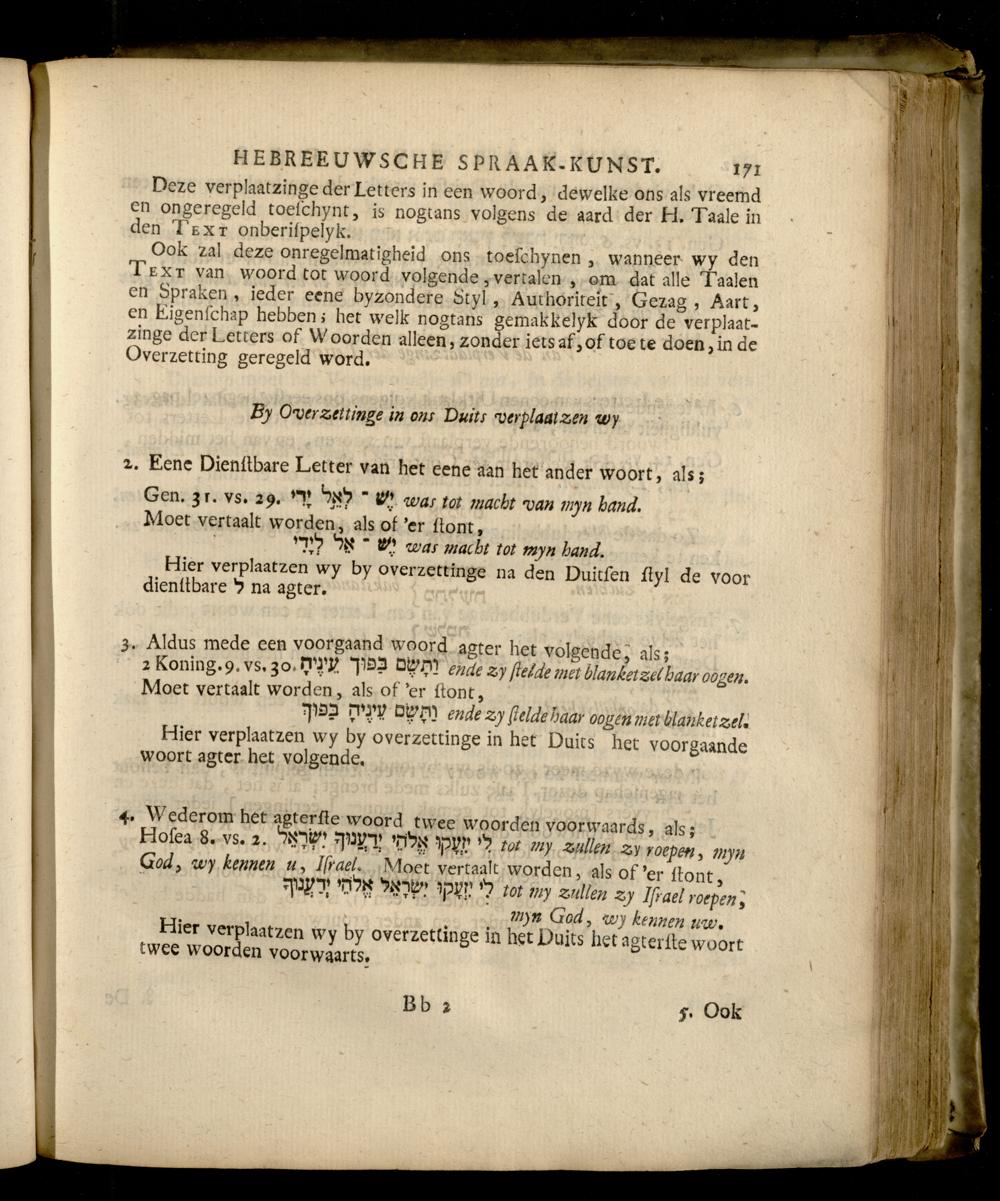 HEBREEUWSCHE SPRAAK-KUNST. 171
Deze verplaatzinge der Letters in een woord, dewelke ons als vreemd
en ongeregeld toeſchynt, is nogtans volgens de aard der H. Taale in
den TEXT onberiſpelyk.
Ook zal deze onregelmatigheid ons toeſchynen, wanneer wy den
TEXT van woord tot woord volgende, vertalen, om dat alle Taalen
en Spraken, ieder eene byzondere Styl, Authoriteit, Gezag, Aart,
en Eigenſchap hebben; het welk nogtans gemakkelyk door de verplaat-
zinge der Letters of Woorden alleen, zonder iets af, of toe te doen, in de
Overzetting geregeld word.
By Overzettinge in ons Duits verplaatzen wy
2. Eene Dienſtbare Letter van het eene aan het ander woort, als;
Gen. 31. vs. 29. יֶשׁ - לְאֵל יָדִי was tot macht van myn hand.
Moet vertaalt worden, als of 'er ſtont,
יֶשׁ - אֵל לְיָדִי was macht tot myn hand.
Hier verplaatzen wy by overzettinge na den Duitſen ſtyl de voor
dienſtbare ל na agter.
3. Aldus mede een voorgaand woord agter het volgende, als;
2 Koning. 9. vs. 30. וַתָּשֶׂם בַּפּוּךְ עֵינֶיהָ ende zy ſtelde met blanketzel haar oogen.
Moet vertaalt worden, als of 'er ſtont,
וַתָּשֶׂם עֵינֶיהָ בַּפּוּךְ ende zy ſtelde haar oogen met blanketzel.
Hier verplaatzen wy by overzettinge in het Duits het voorgaande
woort agter het volgende.
4. Wederom het agterſte woord twee woorden voorwaards, als;
Hoſea 8. vs. 2. לִי יִזְעָקוּ אֱלֹהַי יְדַעֲנוּךָ יִשְׂרָאֵל tot my zullen zy roepen, myn
God, wy kennen u, Iſrael. Moet vertaalt worden, als of 'er ſtont,
לִי יִזְעָקוּ יִשְׂרָאֵל אֱלֹהַי יְדַעֲנוּךָ tot my zullen zy Iſrael roepen,
myn God, wy kennen uw.
Hier verplaatzen wy by overzettinge in het Duits het agterſte woort
twee woorden voorwaarts.
Bb 2 5. Ook